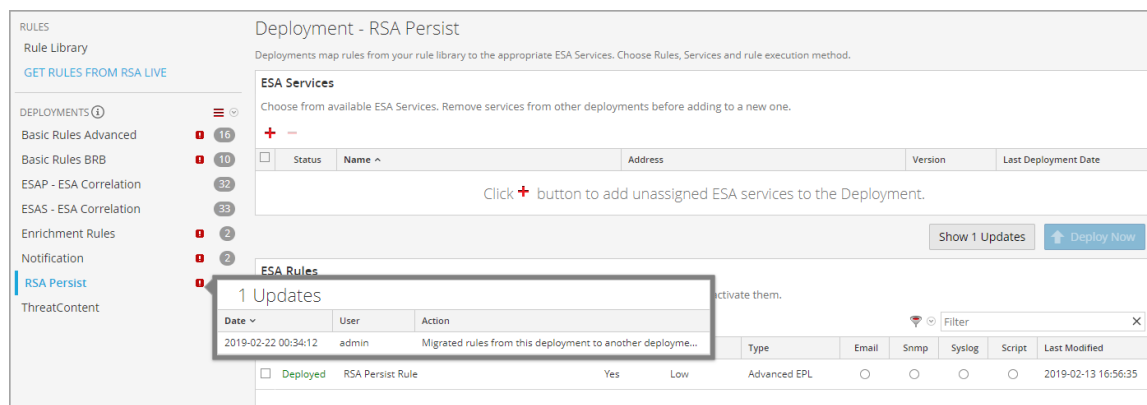 RULES
Rule Library
GET RULES FROM RSA LIVE
DEPLOYMENTS
Basic Rules Advanced 16
Basic Rules BRB 10
ESAP - ESA Correlation 32
ESAS - ESA Correlation 33
Enrichment Rules 2
Notification 2
RSA Persist
ThreatContent
Deployment - RSA Persist
Deployments map rules from your rule library to the appropriate ESA Services. Choose Rules, Services and rule execution method.
ESA Services
Choose from available ESA Services. Remove services from other deployments before adding to a new one.
Status Name Address Version Last Deployment Date
Click + button to add unassigned ESA services to the Deployment.
Show 1 Updates Deploy Now
ESA Rules
activate them.
1 Updates
Date User Action
2019-02-22 00:34:12 admin Migrated rules from this deployment to another deployme...
Filter X
Type Email Snmp Syslog Script Last Modified
Deployed RSA Persist Rule Yes Low Advanced EPL 2019-02-13 16:56:35